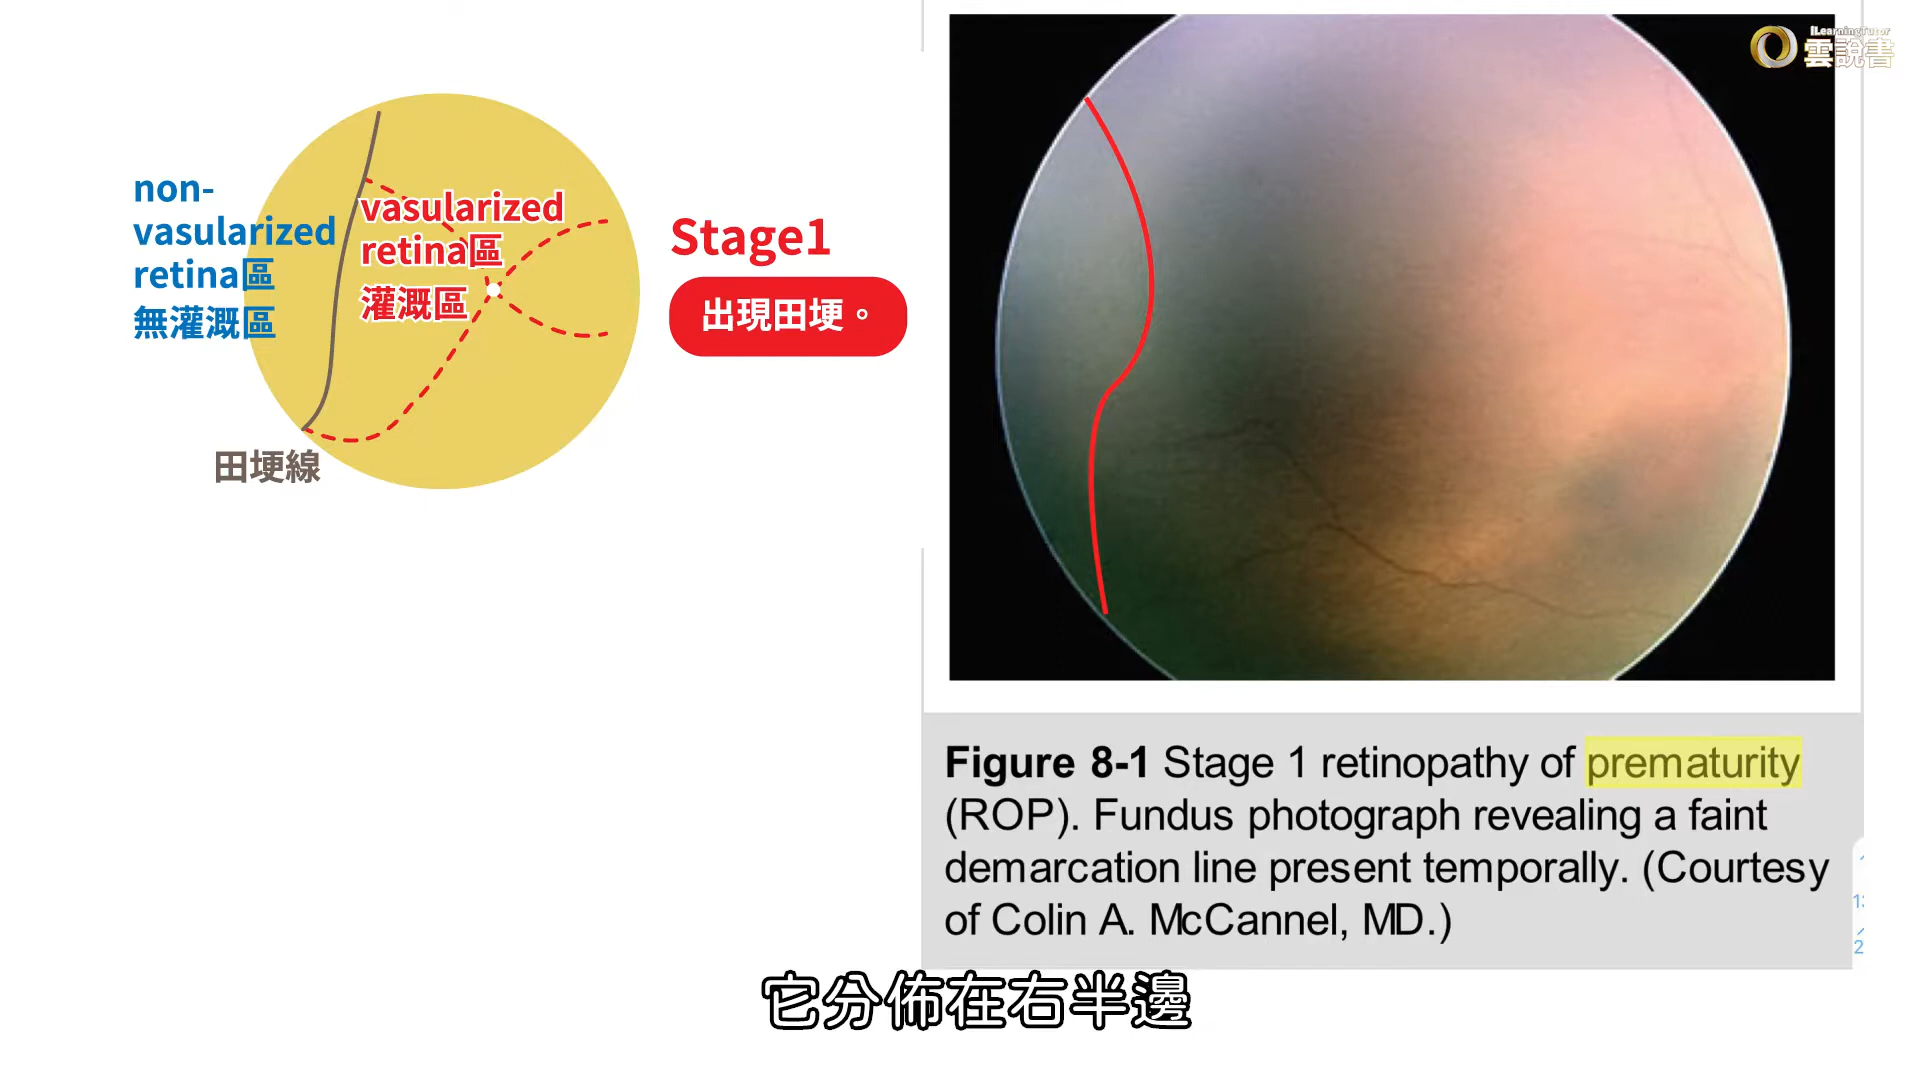 non-
vasularized
retina區
無灌溉區
vasularized
retina區
灌溉區
田埂線
Stage1
出現田埂。
iLearningTutor
雲說書
Figure 8-1 Stage 1 retinopathy of prematurity
(ROP). Fundus photograph revealing a faint
demarcation line present temporally. (Courtesy
of Colin A. McCannel, MD.)
它分佈在右半邊